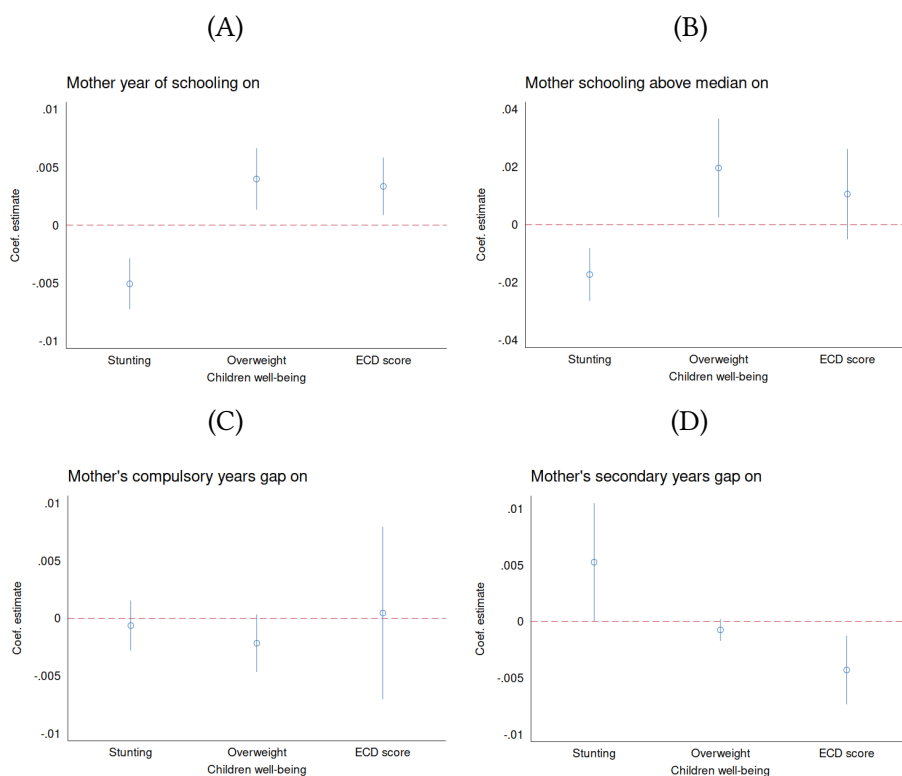 (A)
Mother year of schooling on
Coef. estimate
.01
.005
0
-.005
-.01
Stunting
Overweight
ECD score
Children well-being
(B)
Mother schooling above median on
Coef. estimate
.04
.02
0
-.02
-.04
Stunting
Overweight
ECD score
Children well-being
(C)
Mother's compulsory years gap on
Coef. estimate
.01
.005
0
-.005
-.01
Stunting
Overweight
ECD score
Children well-being
(D)
Mother's secondary years gap on
Coef. estimate
.01
.005
0
-.005
-.01
Stunting
Overweight
ECD score
Children well-being